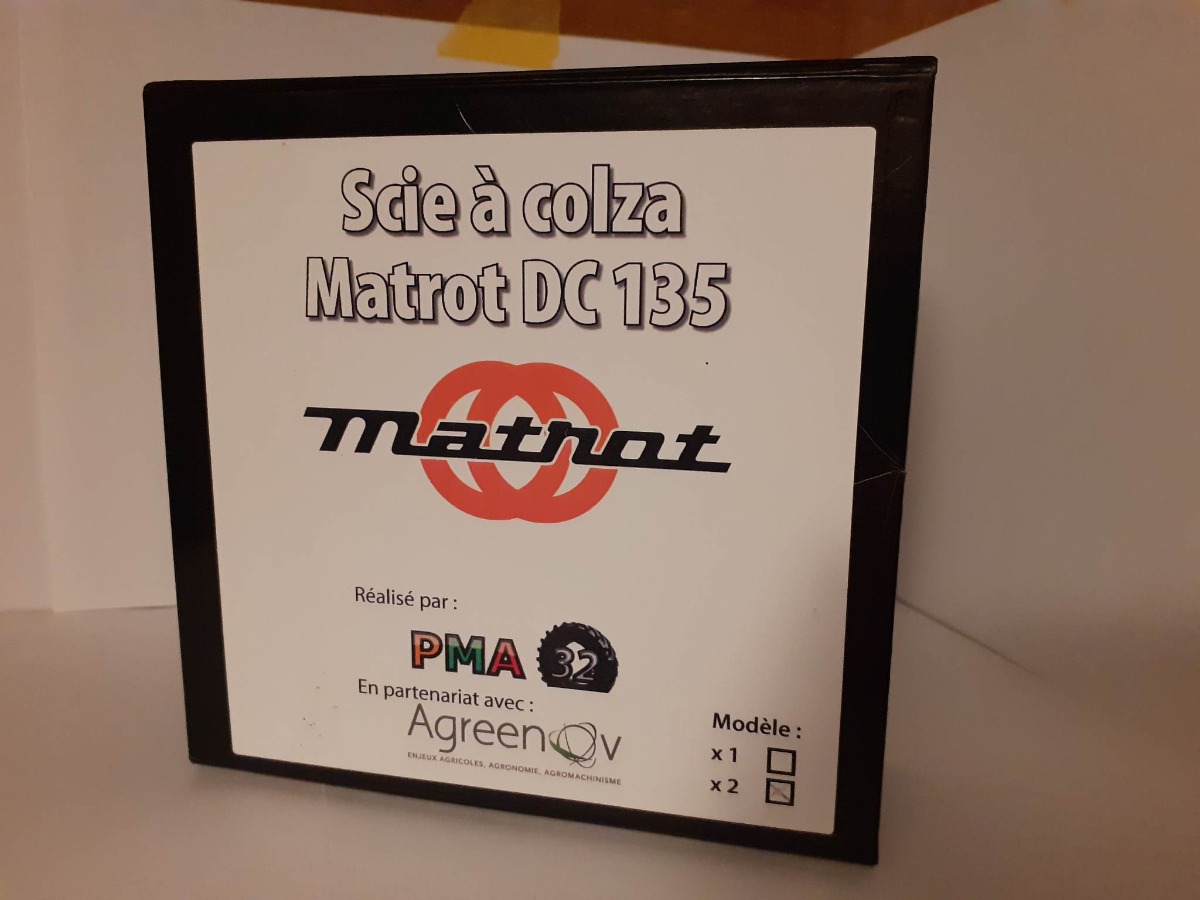 Scie à colza
Matrot DC 135
matrot
Réalisé par :
PMA 32
En partenariat avec :
Agreenov
ENJEUX AGRICOLES, AGRONOMIE, AGROMACHINISME
Modèle :
x 1
x 2